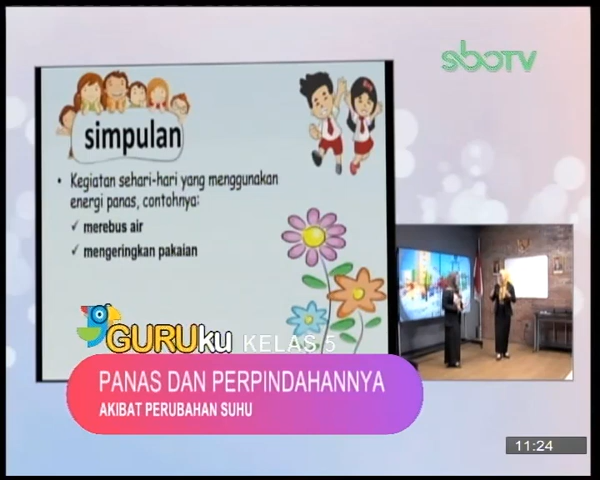 sbOTV
simpulan
• Kegiatan sehari-hari yang menggunakan
energi panas, contohnya:
✓ merebus air
✓ mengeringkan pakaian
GURUku KELAS 5
PANAS DAN PERPINDAHANNYA
AKIBAT PERUBAHAN SUHU
11:24